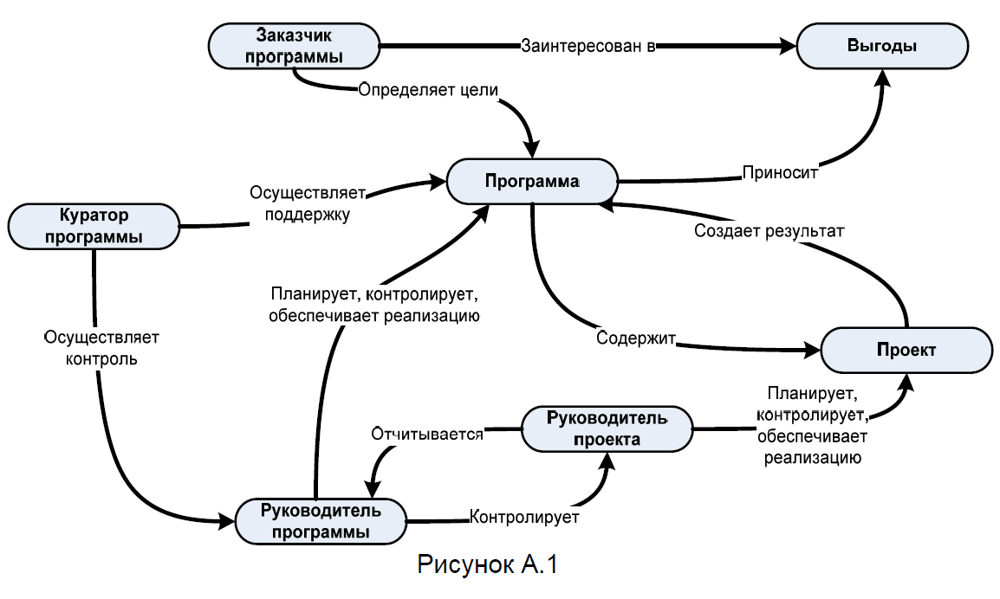 Заказчик
программы
Заинтересован в
Выгоды
Определяет цели
Программа
Приносит
Осуществляет
поддержку
Куратор
программы
Создает результат
Планирует, контролирует,
обеспечивает реализацию
Осуществляет
контроль
Содержит
Проект
Планирует,
контролирует,
обеспечивает
реализацию
Руководитель
проекта
Отчитывается
Руководитель
программы
Контролирует
Рисунок А.1